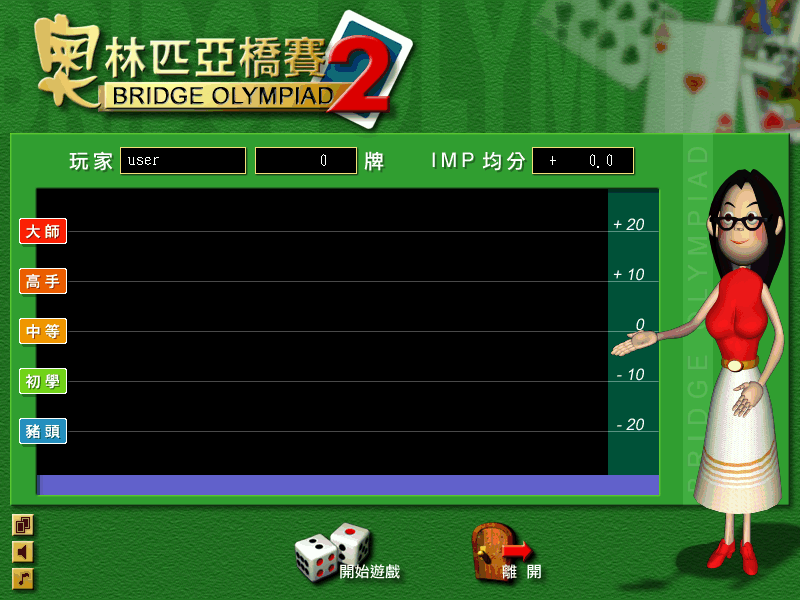 奧林匹亞橋賽2
BRIDGE OLYMPIAD
玩家 user 0 牌 IMP 均分 + 0.0
大師 + 20
高手 + 10
中等 0
初學 - 10
豬頭 - 20
BRIDGE OLYMPIAD
開始遊戲
離開